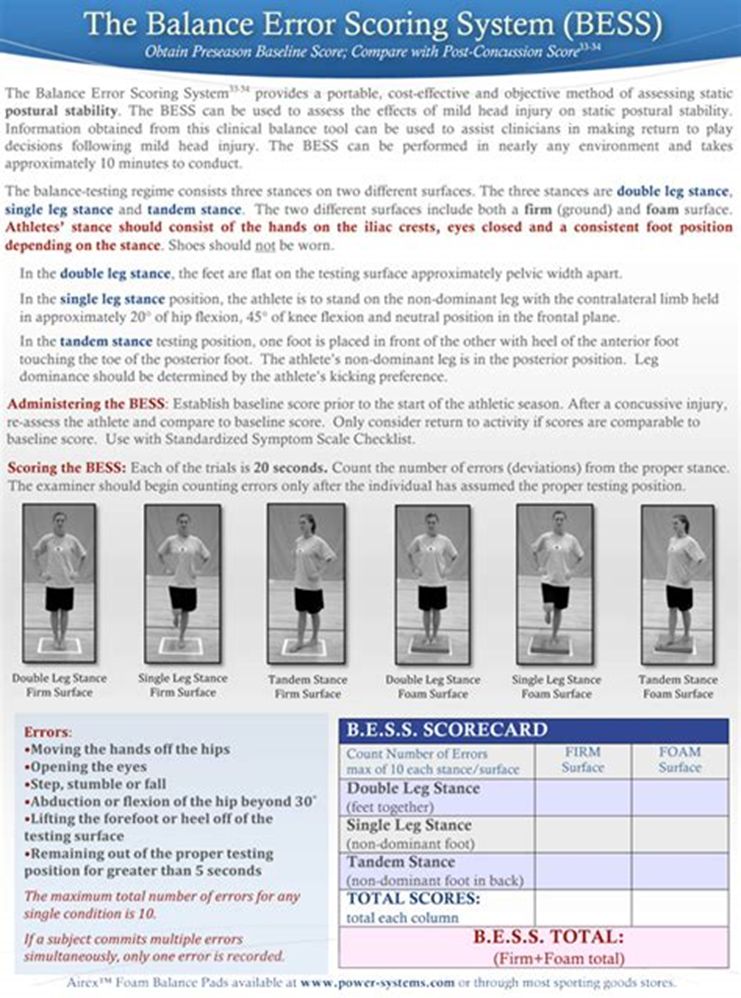 The Balance Error Scoring System (BESS)
Obtain Preseason Baseline Score; Compare with Post-Concussion Score33-34
The Balance Error Scoring System33-34 provides a portable, cost-effective and objective method of assessing static
postural stability. The BESS can be used to assess the effects of mild head injury on static postural stability.
Information obtained from this clinical balance tool can be used to assist clinicians in making return to play
decisions following mild head injury. The BESS can be performed in nearly any environment and takes
approximately 10 minutes to conduct.
The balance-testing regime consists three stances on two different surfaces. The three stances are double leg stance,
single leg stance and tandem stance. The two different surfaces include both a firm (ground) and foam surface.
Athletes' stance should consist of the hands on the iliac crests, eyes closed and a consistent foot position
depending on the stance. Shoes should not be worn.
In the double leg stance, the feet are flat on the testing surface approximately pelvic width apart.
In the single leg stance position, the athlete is to stand on the non-dominant leg with the contralateral limb held
in approximately 20° of hip flexion, 45° of knee flexion and neutral position in the frontal plane.
In the tandem stance testing position, one foot is placed in front of the other with heel of the anterior foot
touching the toe of the posterior foot. The athlete's non-dominant leg is in the posterior position. Leg
dominance should be determined by the athlete's kicking preference.
Administering the BESS: Establish baseline score prior to the start of the athletic season. After a concussive injury,
re-assess the athlete and compare to baseline score. Only consider return to activity if scores are comparable to
baseline score. Use with Standardized Symptom Scale Checklist.
Scoring the BESS: Each of the trials is 20 seconds. Count the number of errors (deviations) from the proper stance.
The examiner should begin counting errors only after the individual has assumed the proper testing position.
Double Leg Stance
Firm Surface
Single Leg Stance
Firm Surface
Tandem Stance
Firm Surface
Double Leg Stance
Foam Surface
Single Leg Stance
Foam Surface
Tandem Stance
Foam Surface
Errors:
•Moving the hands off the hips
•Opening the eyes
•Step, stumble or fall
•Abduction or flexion of the hip beyond 30°
•Lifting the forefoot or heel off of the
testing surface
•Remaining out of the proper testing
position for greater than 5 seconds
The maximum total number of errors for any
single condition is 10.
If a subject commits multiple errors
simultaneously, only one error is recorded.
B.E.S.S. SCORECARD
Count Number of Errors
max of 10 each stance/surface
FIRM
Surface
FOAM
Surface
Double Leg Stance
(feet together)
Single Leg Stance
(non-dominant foot)
Tandem Stance
(non-dominant foot in back)
TOTAL SCORES:
total each column
B.E.S.S. TOTAL:
(Firm+Foam total)
Airex™ Foam Balance Pads available at www.power-systems.com or through most sporting goods stores.